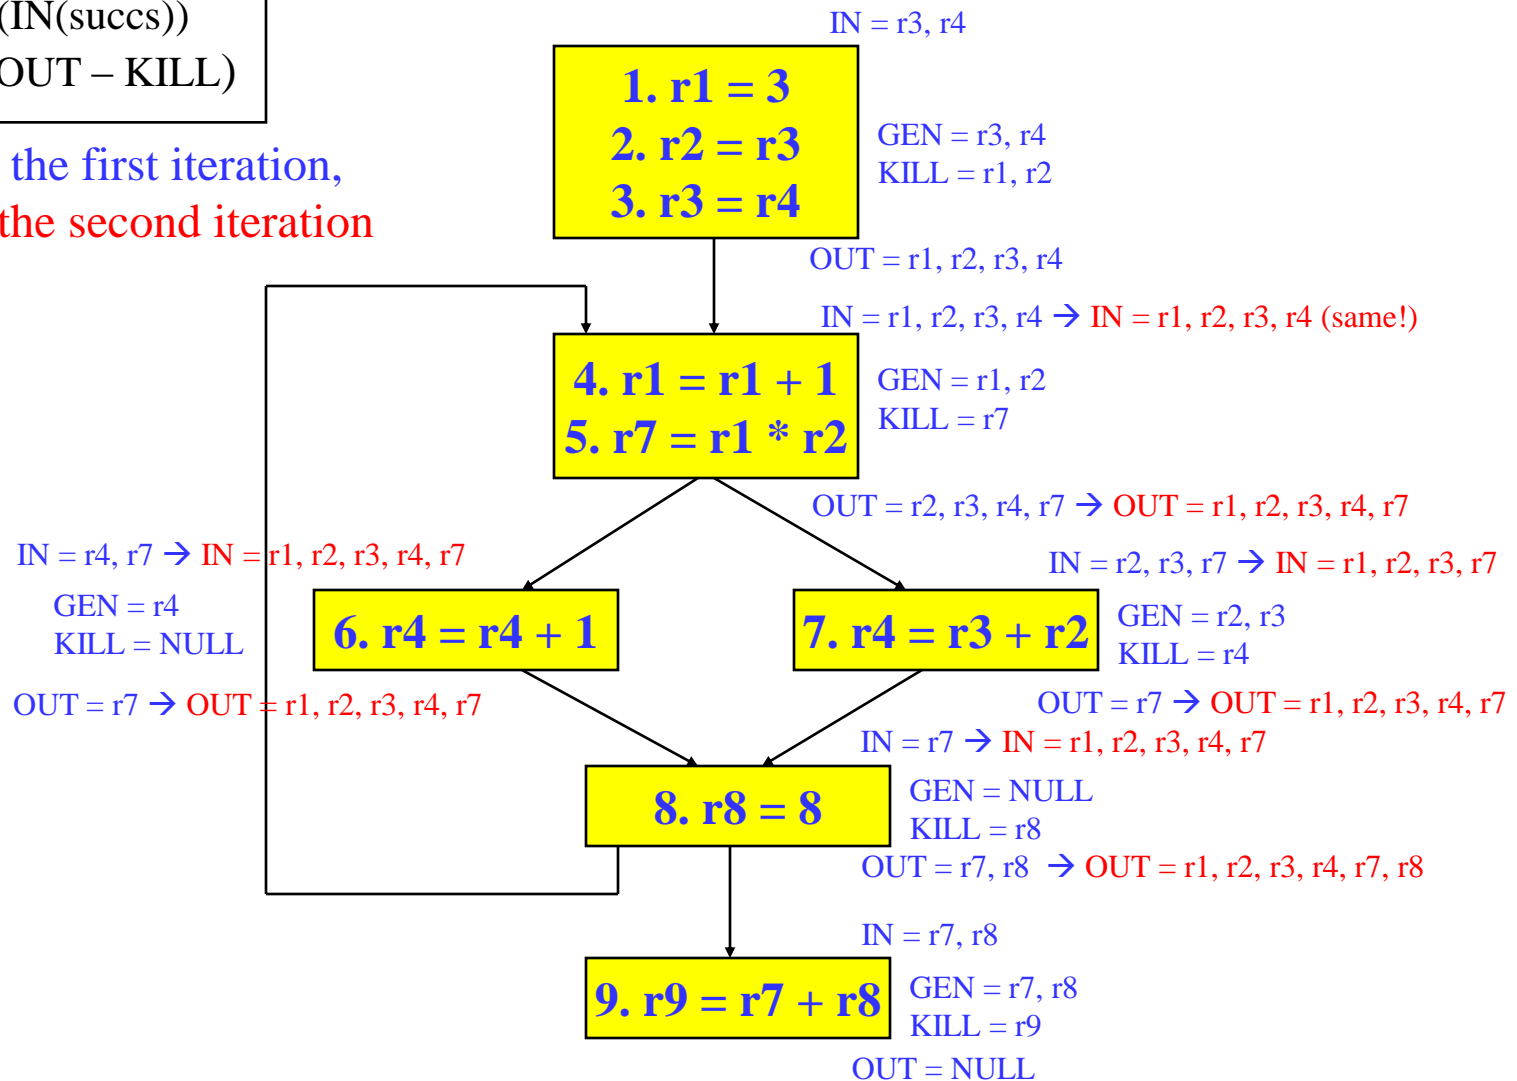 (IN(succs))
OUT – KILL)
the first iteration,
the second iteration
IN = r3, r4
1. r1 = 3
2. r2 = r3
3. r3 = r4
GEN = r3, r4
KILL = r1, r2
OUT = r1, r2, r3, r4
IN = r1, r2, r3, r4 → IN = r1, r2, r3, r4 (same!)
4. r1 = r1 + 1
5. r7 = r1 * r2
GEN = r1, r2
KILL = r7
OUT = r2, r3, r4, r7 → OUT = r1, r2, r3, r4, r7
IN = r4, r7 → IN = r1, r2, r3, r4, r7
GEN = r4
KILL = NULL
6. r4 = r4 + 1
OUT = r7 → OUT = r1, r2, r3, r4, r7
IN = r2, r3, r7 → IN = r1, r2, r3, r7
7. r4 = r3 + r2
GEN = r2, r3
KILL = r4
OUT = r7 → OUT = r1, r2, r3, r4, r7
IN = r7 → IN = r1, r2, r3, r4, r7
8. r8 = 8
GEN = NULL
KILL = r8
OUT = r7, r8 → OUT = r1, r2, r3, r4, r7, r8
IN = r7, r8
9. r9 = r7 + r8
GEN = r7, r8
KILL = r9
OUT = NULL